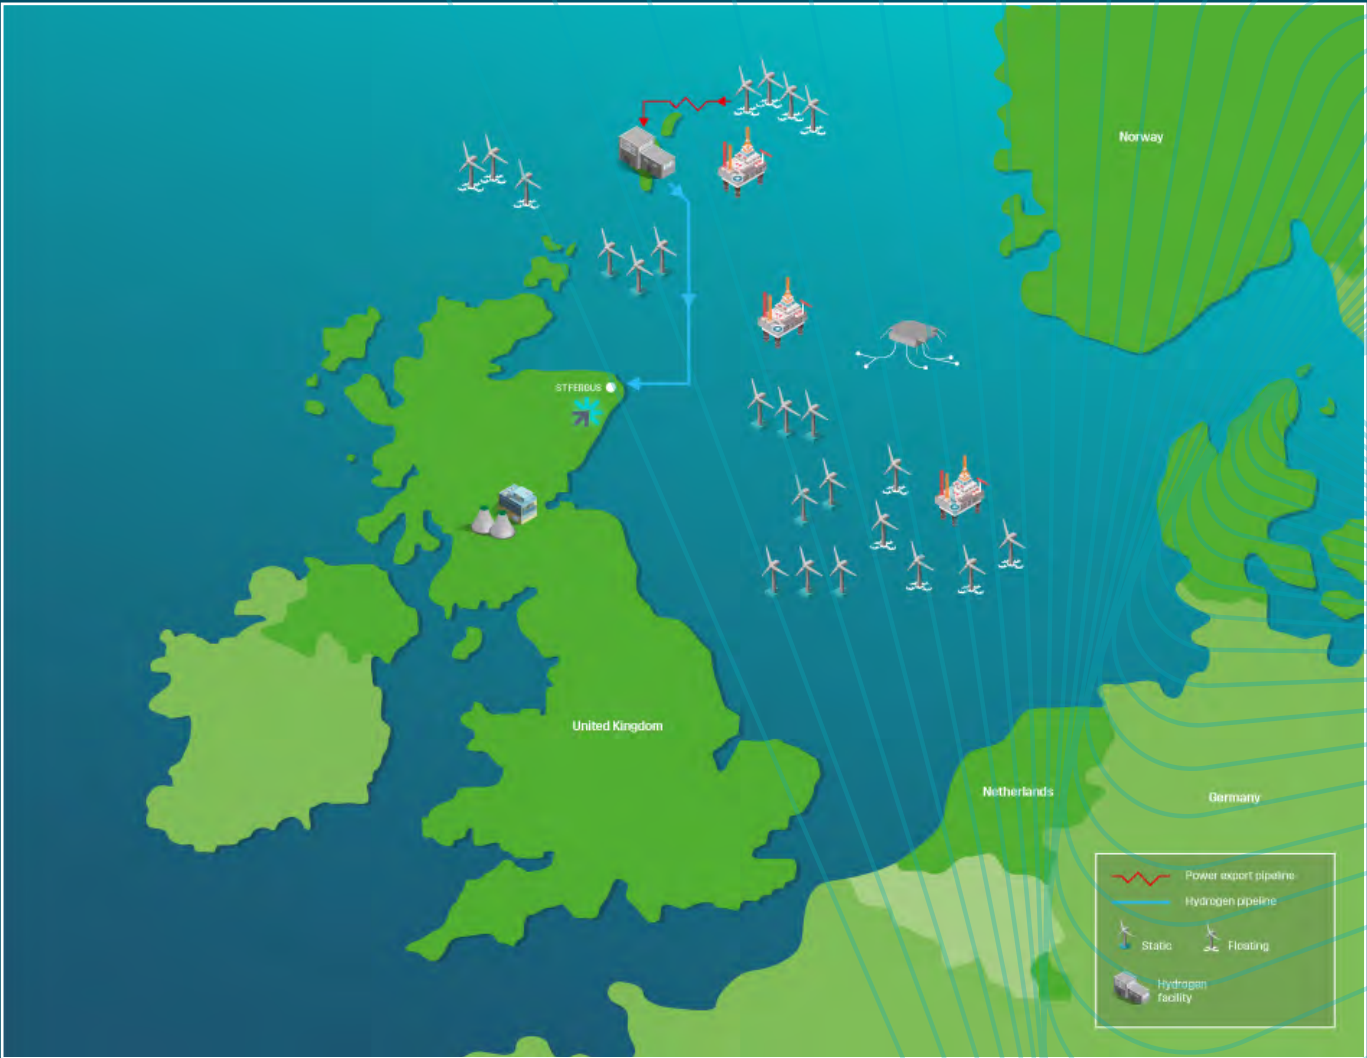 Norway
ST FERGUS
United Kingdom
Netherlands
Germany
Power export pipeline
Hydrogen pipeline
Static
Floating
Hydrogen
facility